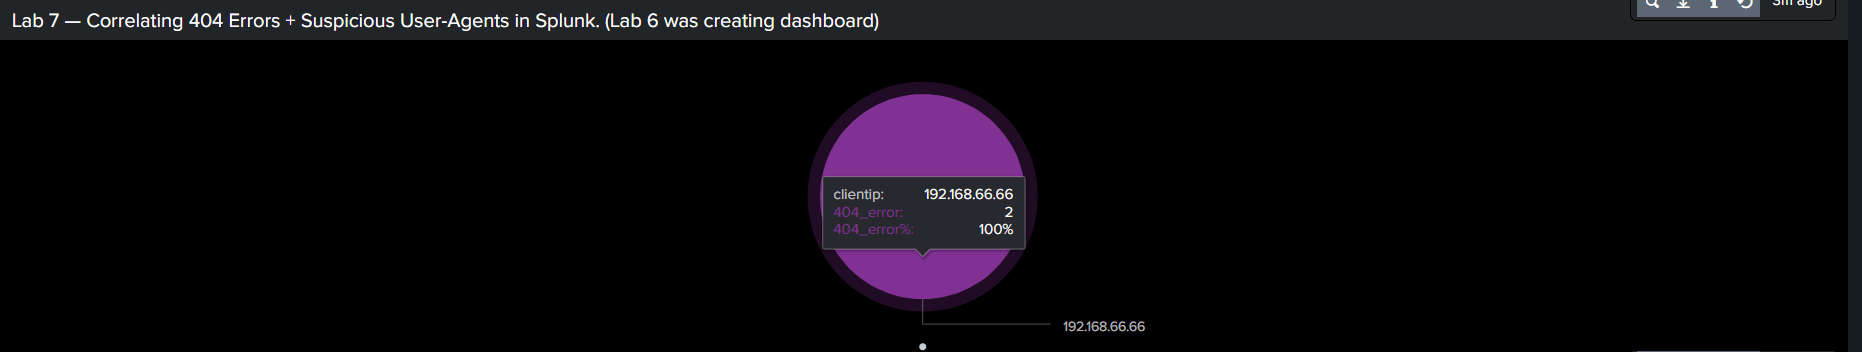 Lab 7 — Correlating 404 Errors + Suspicious User-Agents in Splunk. (Lab 6 was creating dashboard)
3m ago
clientip: 192.168.66.66
404_error: 2
404_error%: 100%
192.168.66.66